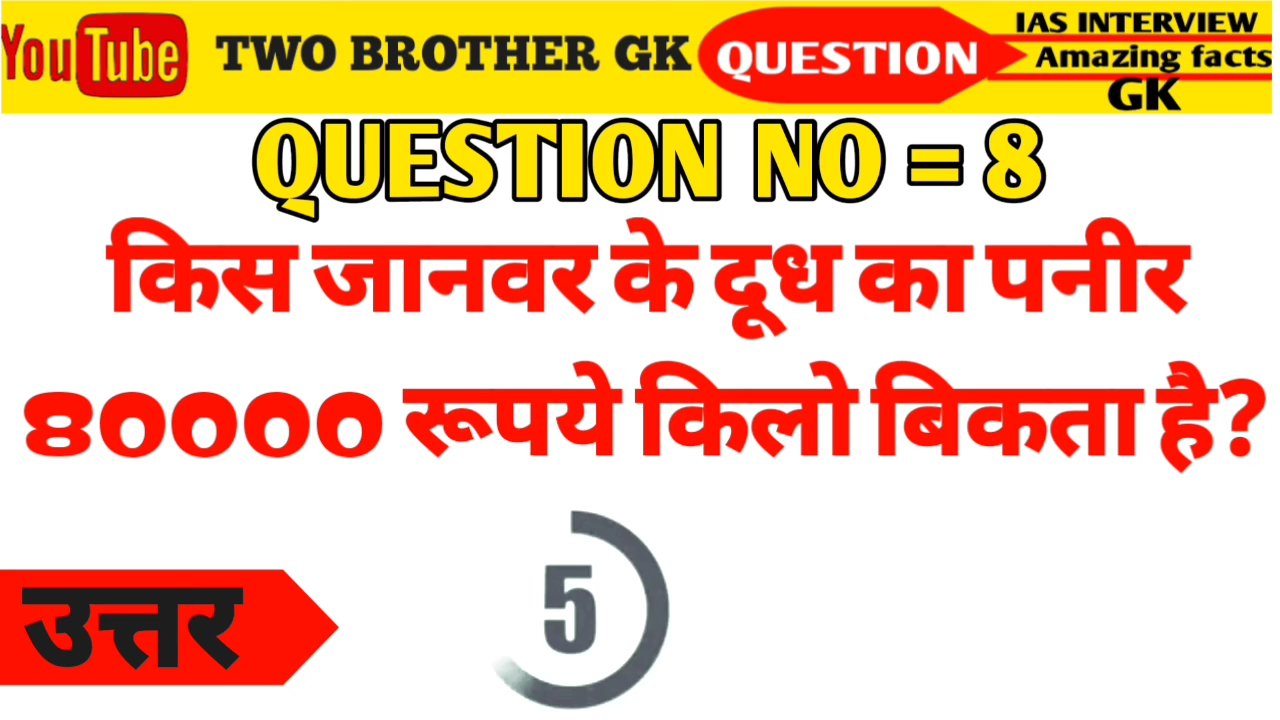 YouTube TWO BROTHER GK QUESTION IAS INTERVIEW
Amazing facts
GK
QUESTION NO = 8
किस जानवर के दूध का पनीर
80000 रूपये किलो बिकता है?
5
उत्तर